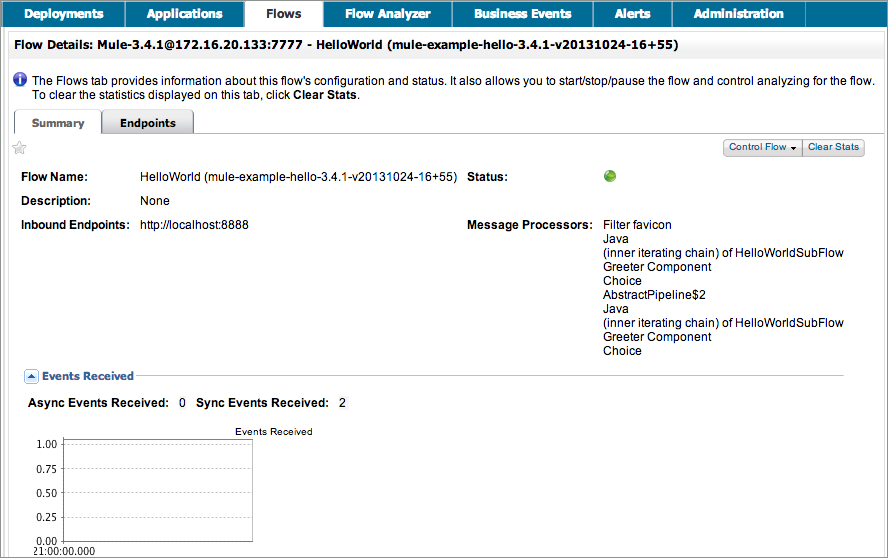 Deployments Applications Flows Flow Analyzer Business Events Alerts Administration
Flow Details: Mule-3.4.1@172.16.20.133:7777 - HelloWorld (mule-example-hello-3.4.1-v20131024-16+55)
The Flows tab provides information about this flow's configuration and status. It also allows you to start/stop/pause the flow and control analyzing for the flow.
To clear the statistics displayed on this tab, click Clear Stats.
Summary Endpoints
Control Flow Clear Stats
Flow Name: HelloWorld (mule-example-hello-3.4.1-v20131024-16+55) Status:
Description: None
Inbound Endpoints: http://localhost:8888 Message Processors: Filter favicon
Java
(inner iterating chain) of HelloWorldSubFlow
Greeter Component
Choice
AbstractPipeline$2
Java
(inner iterating chain) of HelloWorldSubFlow
Greeter Component
Choice
Events Received
Async Events Received: 0 Sync Events Received: 2
Events Received
1.00
0.75
0.50
0.25
0.00
21:00:00.000